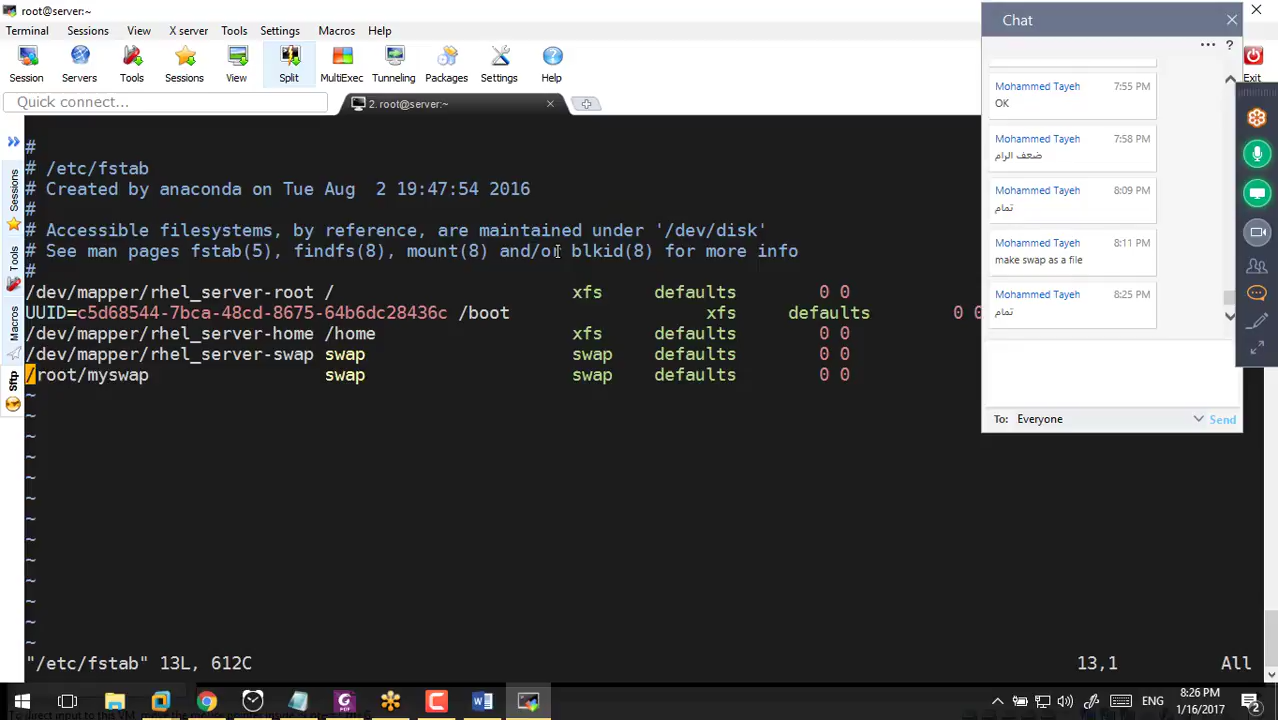 root@server:~
Terminal Sessions View X server Tools Settings Macros Help
Session Servers Tools Sessions View Split MultiExec Tunneling Packages Settings Help
Exit
Quick connect...
2. root@server:~
Sessions
Tools
Macros
Sftp
#
# /etc/fstab
# Created by anaconda on Tue Aug  2 19:47:54 2016
#
# Accessible filesystems, by reference, are maintained under '/dev/disk'
# See man pages fstab(5), findfs(8), mount(8) and/or blkid(8) for more info
#
/dev/mapper/rhel_server-root / xfs defaults 0 0
UUID=c5d68544-7bca-48cd-8675-64b6dc28436c /boot xfs defaults 0 0
/dev/mapper/rhel_server-home /home xfs defaults 0 0
/dev/mapper/rhel_server-swap swap swap defaults 0 0
/root/myswap swap swap defaults 0 0
~
~
~
~
~
~
~
~
~
~
~
~
~
"/etc/fstab" 13L, 612C 13,1 All
Chat
?
Mohammed Tayeh 7:55 PM
OK
Mohammed Tayeh 7:58 PM
ضعف الرام
Mohammed Tayeh 8:09 PM
تمام
Mohammed Tayeh 8:11 PM
make swap as a file
Mohammed Tayeh 8:25 PM
تمام
To: Everyone Send
ENG
8:26 PM
1/16/2017
2